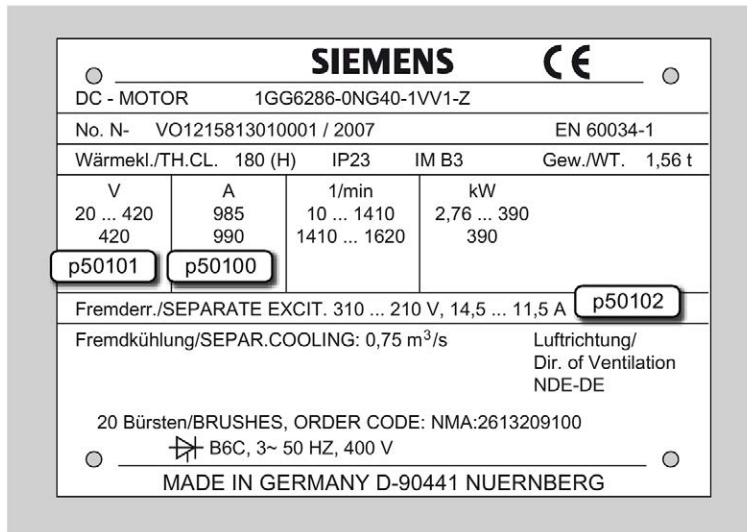 SIEMENS CE
DC - MOTOR 1GG6286-0NG40-1VV1-Z
No. N- VO1215813010001 / 2007 EN 60034-1
Wärmekl./TH.CL. 180 (H) IP23 IM B3 Gew./WT. 1,56 t
V A 1/min kW
20 ... 420 985 10 ... 1410 2,76 ... 390
420 990 1410 ... 1620 390
p50101 p50100
Fremderr./SEPARATE EXCIT. 310 ... 210 V, 14,5 ... 11,5 A p50102
Fremdkühlung/SEPAR.COOLING: 0,75 m³/s Luftrichtung/
Dir. of Ventilation
NDE-DE
20 Bürsten/BRUSHES, ORDER CODE: NMA:2613209100
B6C, 3~ 50 HZ, 400 V
MADE IN GERMANY D-90441 NUERNBERG